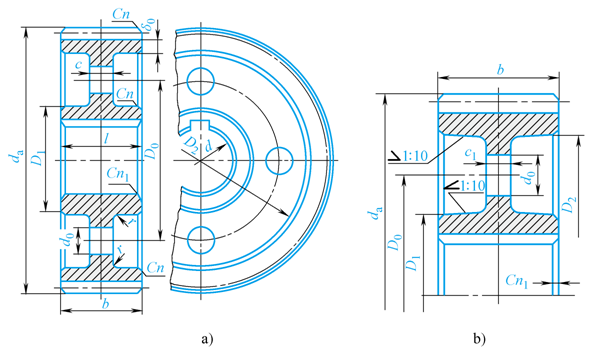 Cn
δ₀
c
Cn
dₐ
D₁
l
D₀
D₂
d
Cn₁
d₀
r
r
Cn
b
a)
b
1:10
c₁
d₀
1:10
D₂
dₐ
D₀
D₁
Cn₁
b)